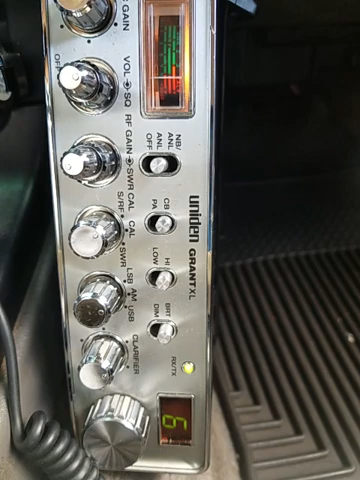 GAIN
VOL SQ
OFF
RF GAIN SWR CAL
S/RF CAL SWR
LSB AM USB
CLARIFIER
NB/
ANL
ANL
OFF
CB
PA
HI
LOW
BRT
DIM
RX/TX
uniden GRANT XL